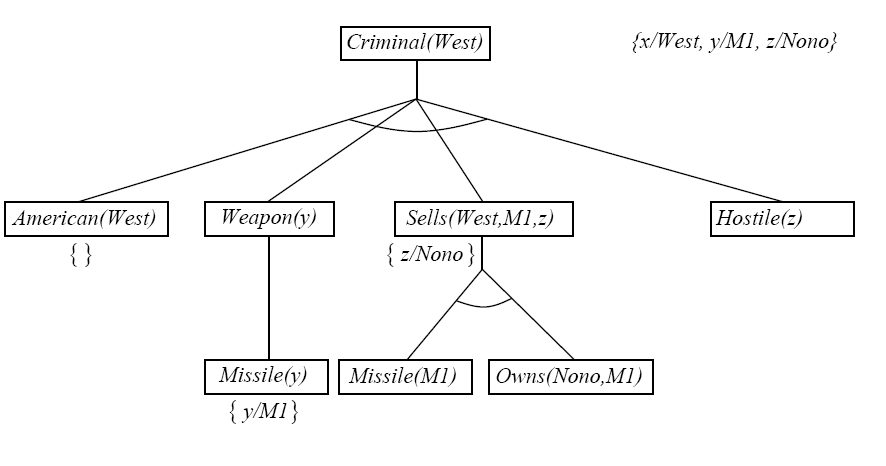 Criminal(West)
{x/West, y/M1, z/Nono}
American(West)
Weapon(y)
Sells(West,M1,z)
Hostile(z)
{ }
{ z/Nono }
Missile(y)
Missile(M1)
Owns(Nono,M1)
{ y/M1 }